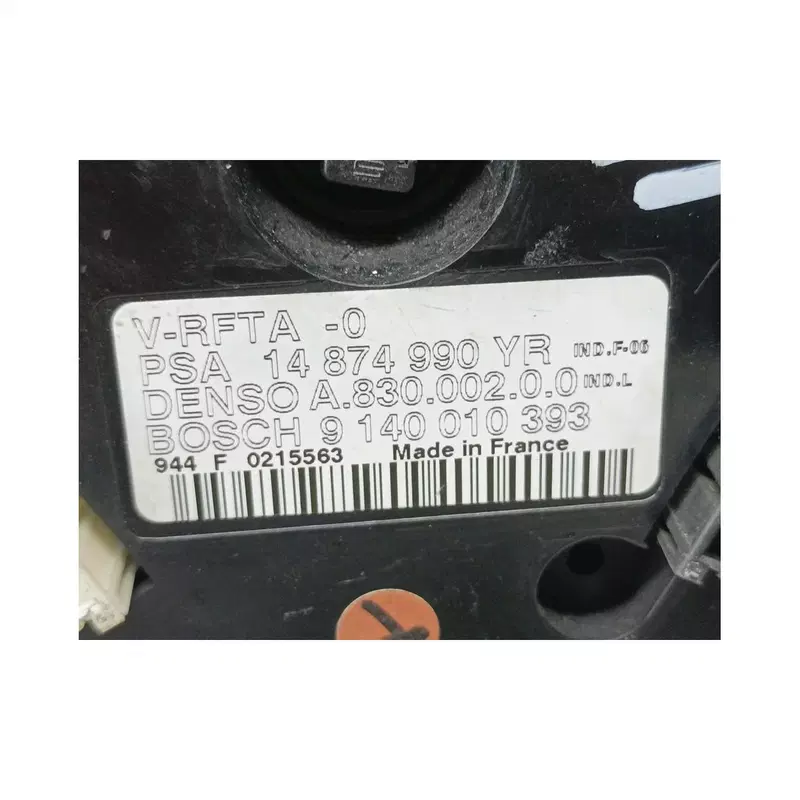 V-RFTA -0
PSA 14 874 990 YR IND.F-06
DENSO A.830.002.0.0 IND.L
BOSCH 9 140 010 393
944 F 0215563 Made in France